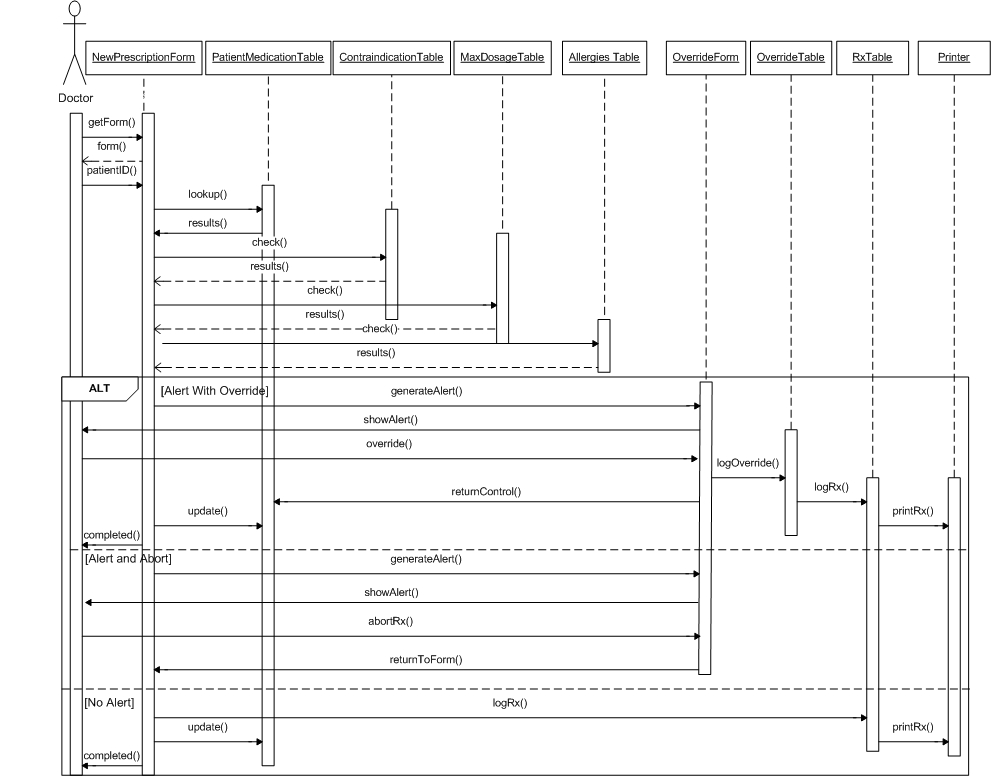 NewPrescriptionForm
PatientMedicationTable
ContraindicationTable
MaxDosageTable
Allergies Table
OverrideForm
OverrideTable
RxTable
Printer
Doctor
getForm()
form()
patientID()
lookup()
results()
check()
results()
check()
results()
check()
results()
ALT
[Alert With Override]
generateAlert()
showAlert()
override()
logOverride()
logRx()
returnControl()
update()
printRx()
completed()
[Alert and Abort]
generateAlert()
showAlert()
abortRx()
returnToForm()
[No Alert]
logRx()
update()
printRx()
completed()